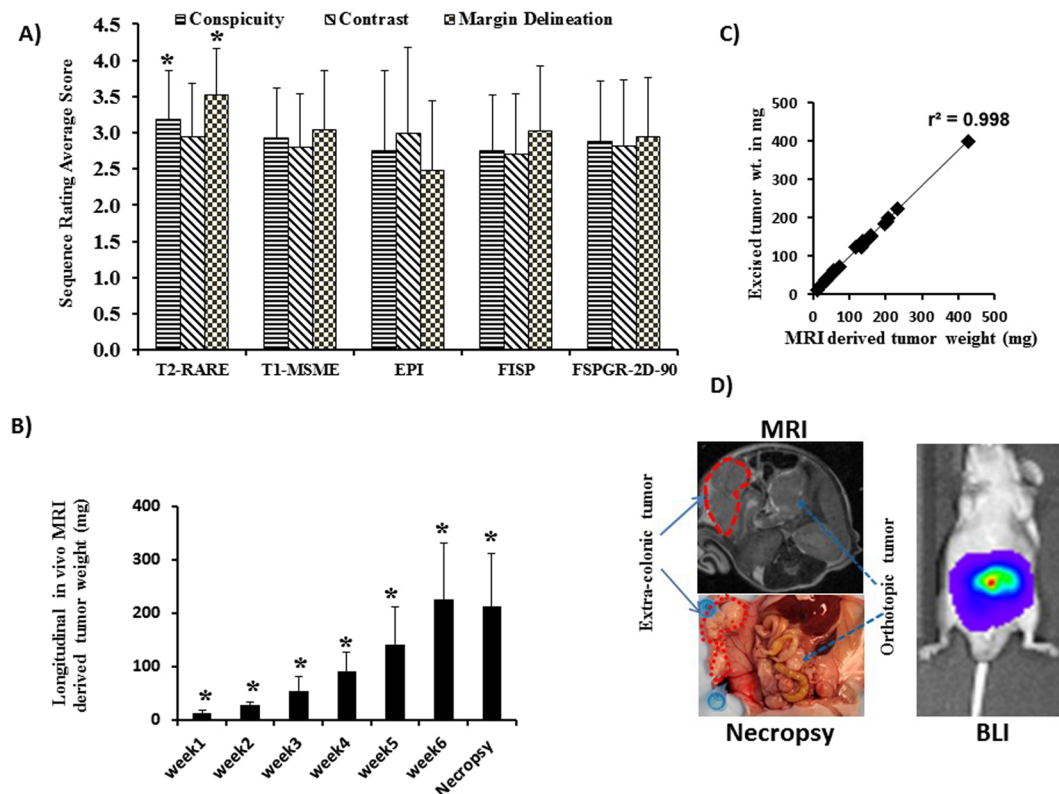 A)
Conspicuity Contrast Margin Delineation
Sequence Rating Average Score
4.5
4.0
3.5
3.0
2.5
2.0
1.5
1.0
0.5
0.0
* *
T2-RARE T1-MSME EPI FISP FSPGR-2D-90
B)
Longitudinal in vivo MRI
derived tumor weight (mg)
400
300
200
100
0
* * * * * * *
week1 week2 week3 week4 week5 week6 Necropsy
C)
r² = 0.998
Excised tumor wt. in mg
500
400
300
200
100
0
0 100 200 300 400 500
MRI derived tumor weight (mg)
D)
MRI
Extra-colonic tumor
Orthotopic tumor
Necropsy
BLI